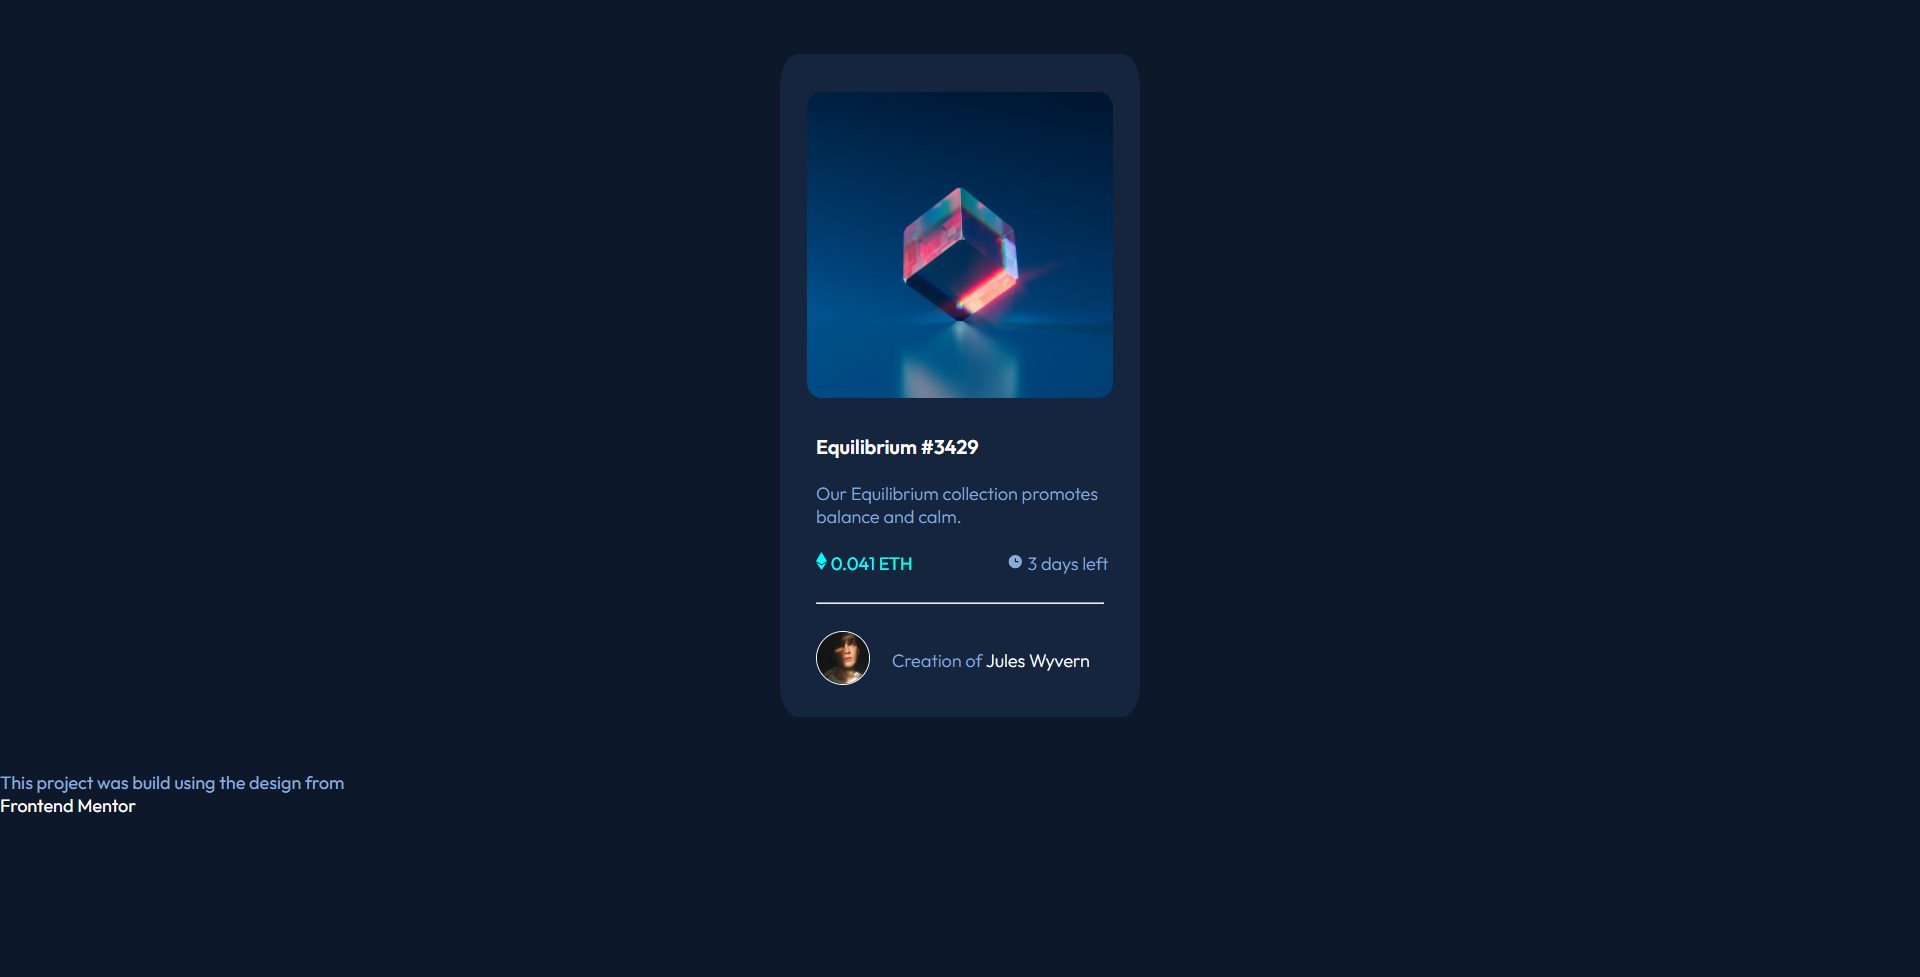 Equilibrium #3429
Our Equilibrium collection promotes
balance and calm.
0.041 ETH
3 days left
Creation of Jules Wyvern
This project was build using the design from
Frontend Mentor